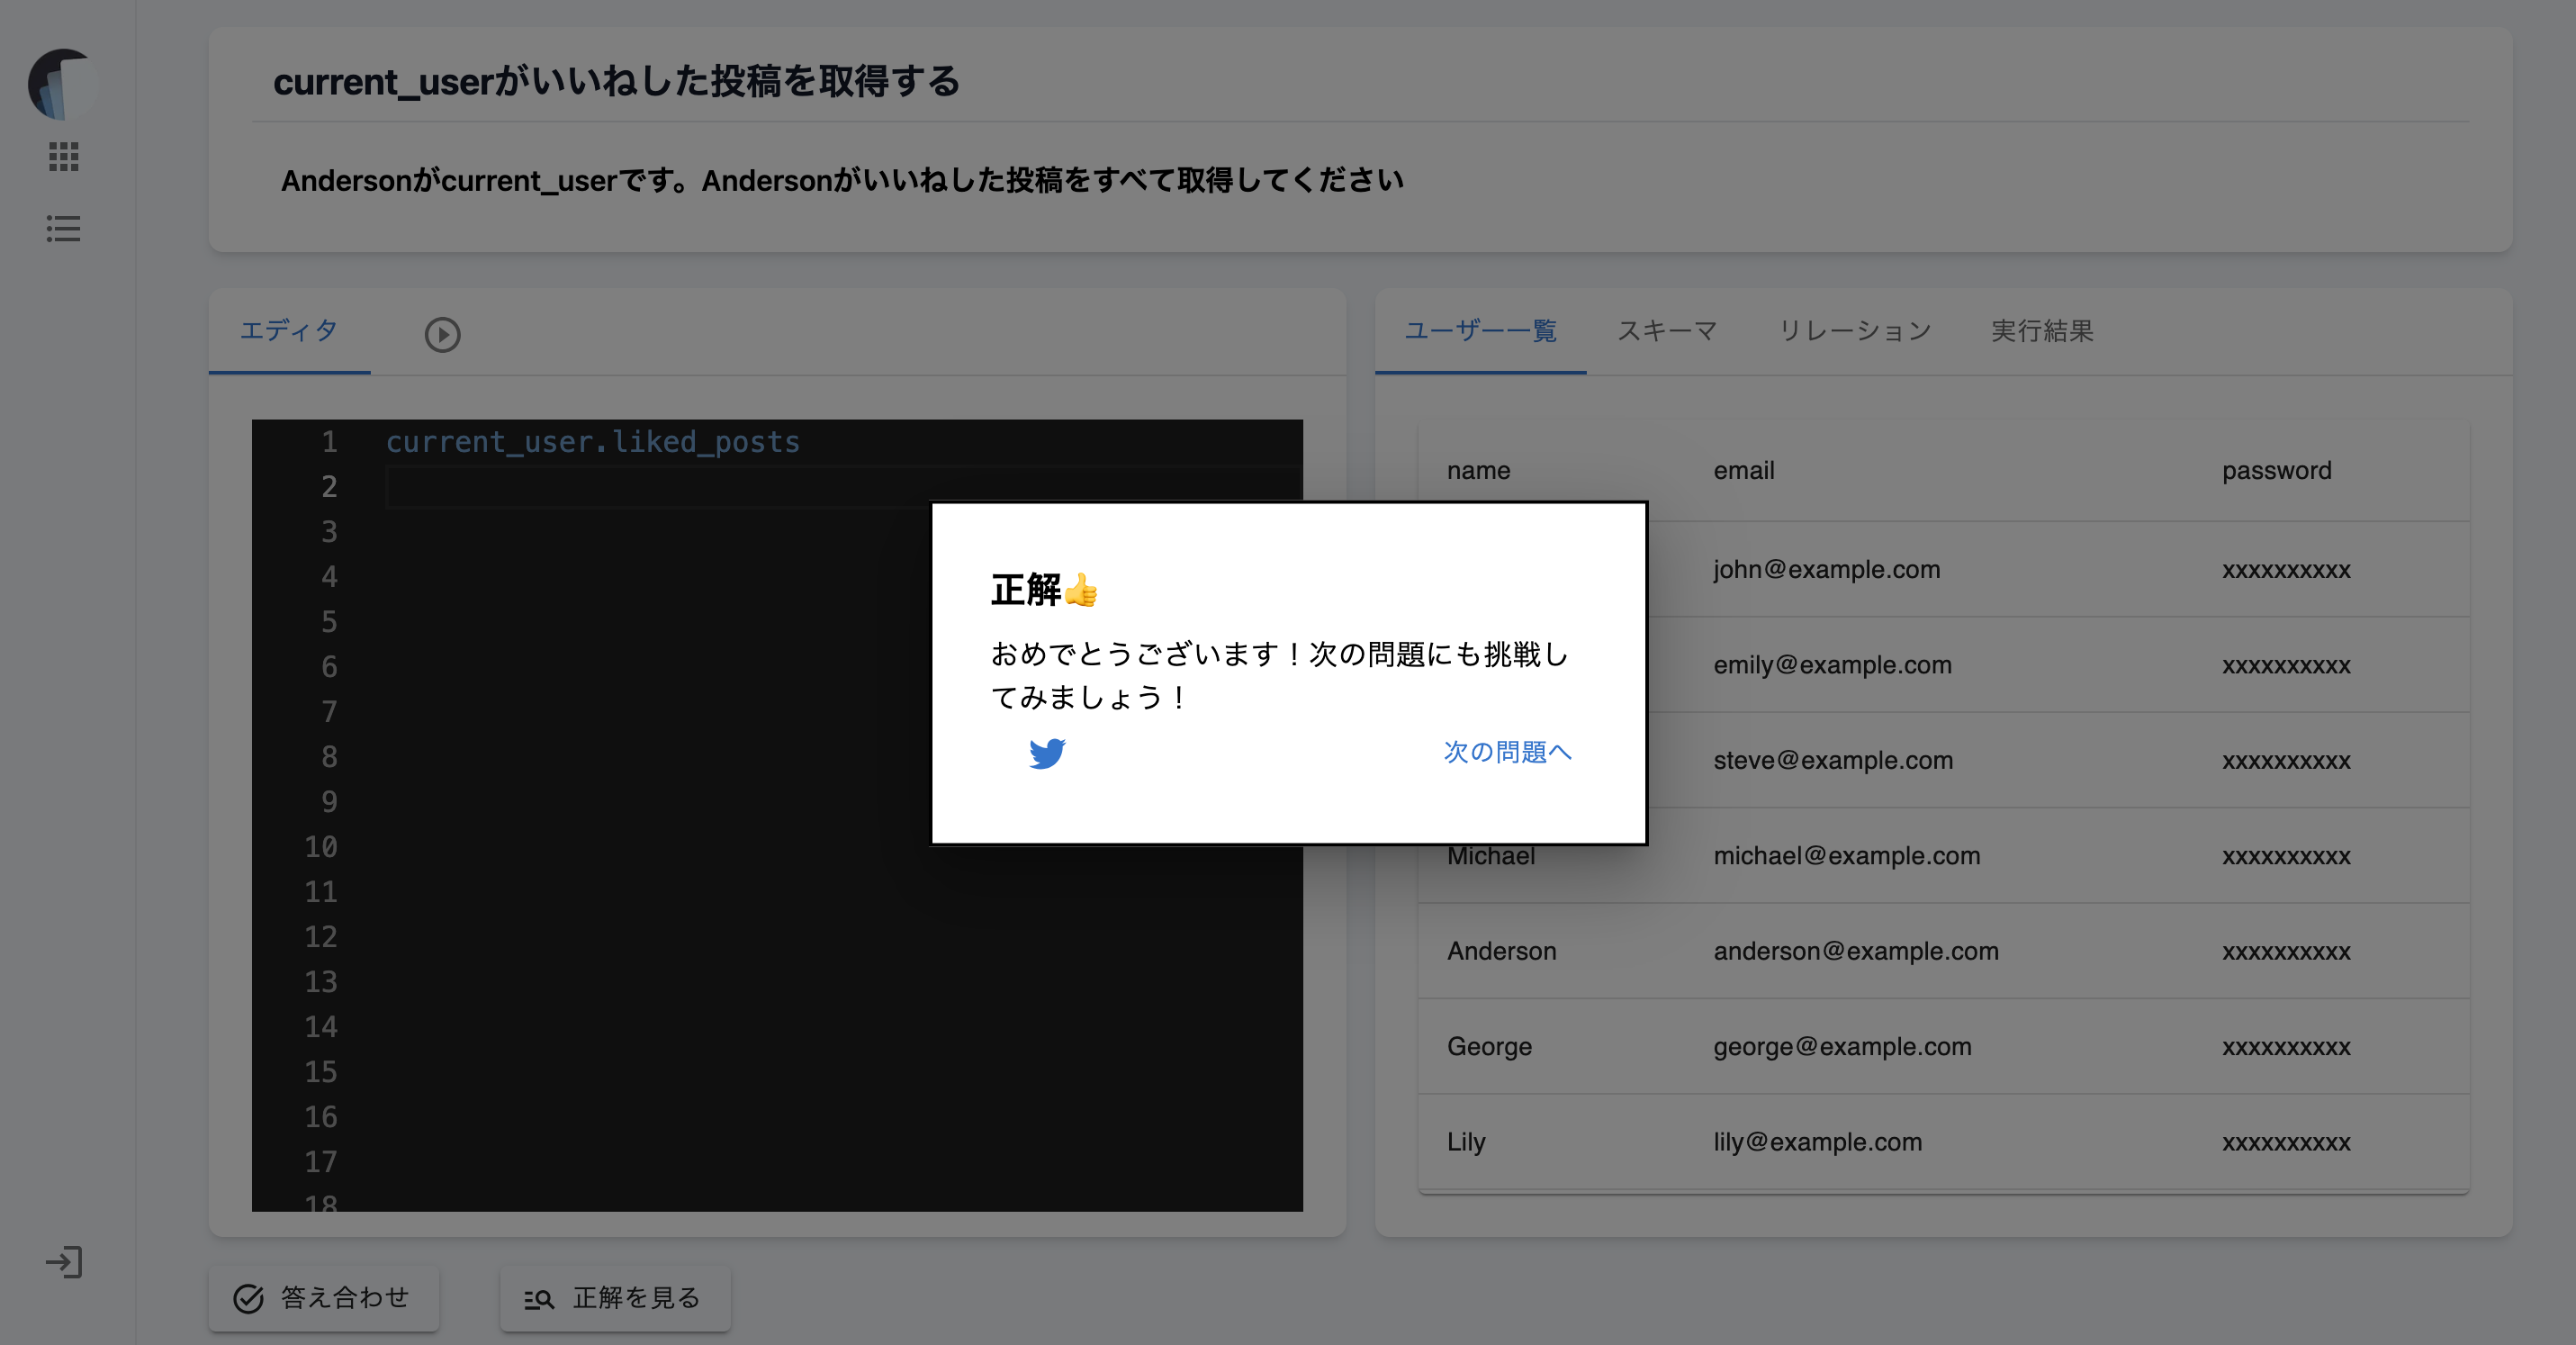 current_userがいいねした投稿を取得する
Andersonがcurrent_userです。Andersonがいいねした投稿をすべて取得してください
エディタ
1 current_user.liked_posts
2
3
4
5
6
7
8
9
10
11
12
13
14
15
16
17
18
ユーザー一覧 スキーマ リレーション 実行結果
name email password
john@example.com xxxxxxxxxx
emily@example.com xxxxxxxxxx
steve@example.com xxxxxxxxxx
Michael michael@example.com xxxxxxxxxx
Anderson anderson@example.com xxxxxxxxxx
George george@example.com xxxxxxxxxx
Lily lily@example.com xxxxxxxxxx
正解👍
おめでとうございます！次の問題にも挑戦し
てみましょう！
次の問題へ
答え合わせ 正解を見る